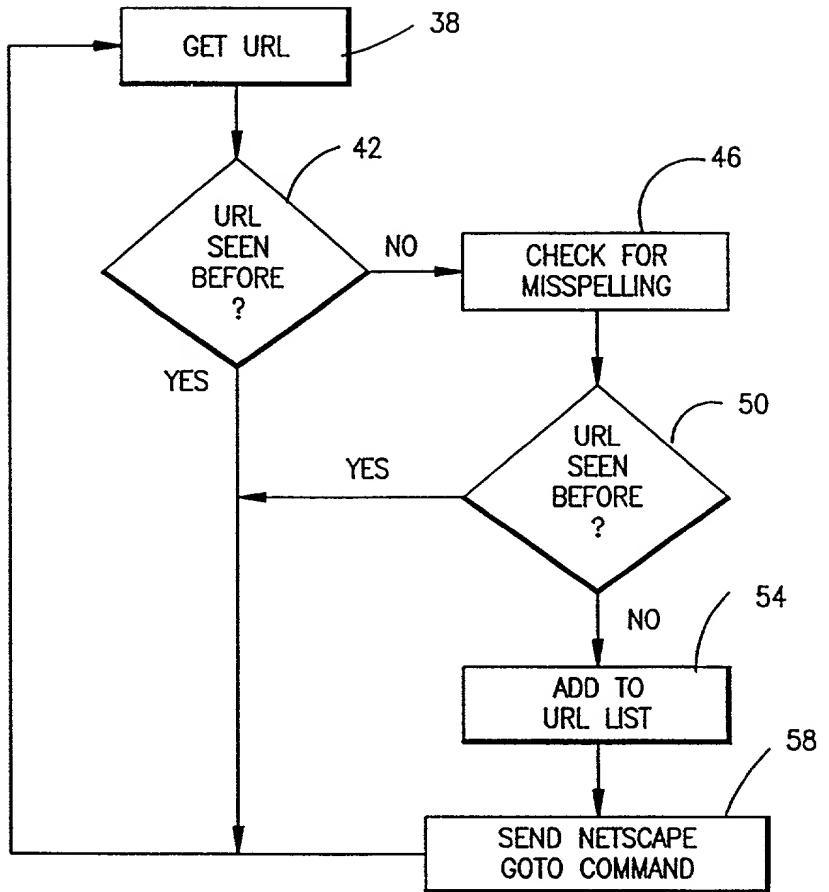 GET URL
38
42
URL
SEEN
BEFORE
?
NO
YES
46
CHECK FOR
MISSPELLING
50
URL
SEEN
BEFORE
?
YES
NO
54
ADD TO
URL LIST
58
SEND NETSCAPE
GOTO COMMAND